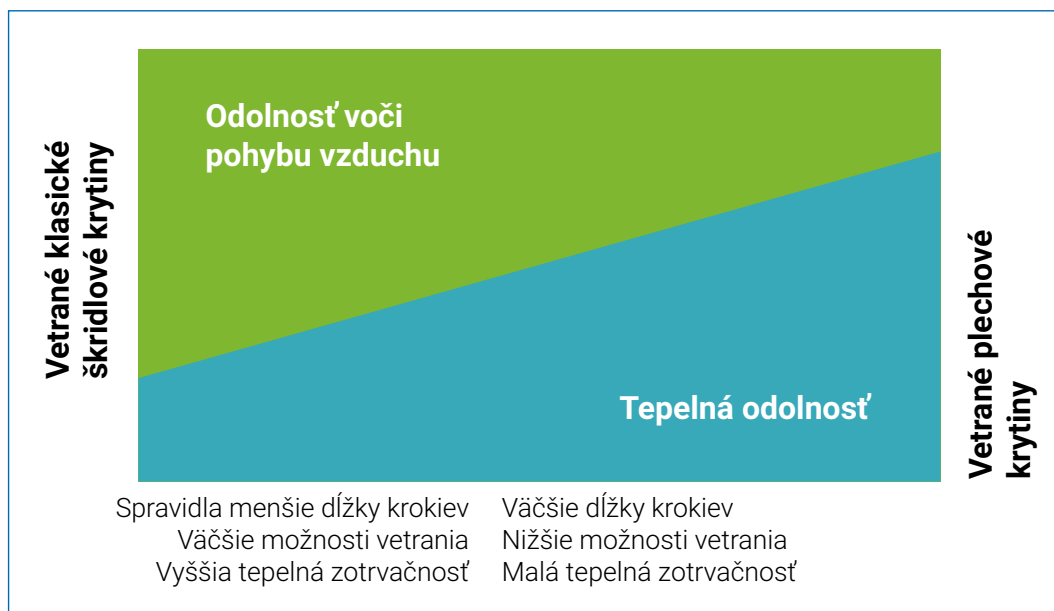 Vetrané klasické
škridlové krytiny
Odolnosť voči
pohybu vzduchu
Tepelná odolnosť
Vetrané plechové
krytiny
Spravidla menšie dĺžky krokiev
Väčšie možnosti vetrania
Vyššia tepelná zotrvačnosť
Väčšie dĺžky krokiev
Nižšie možnosti vetrania
Malá tepelná zotrvačnosť